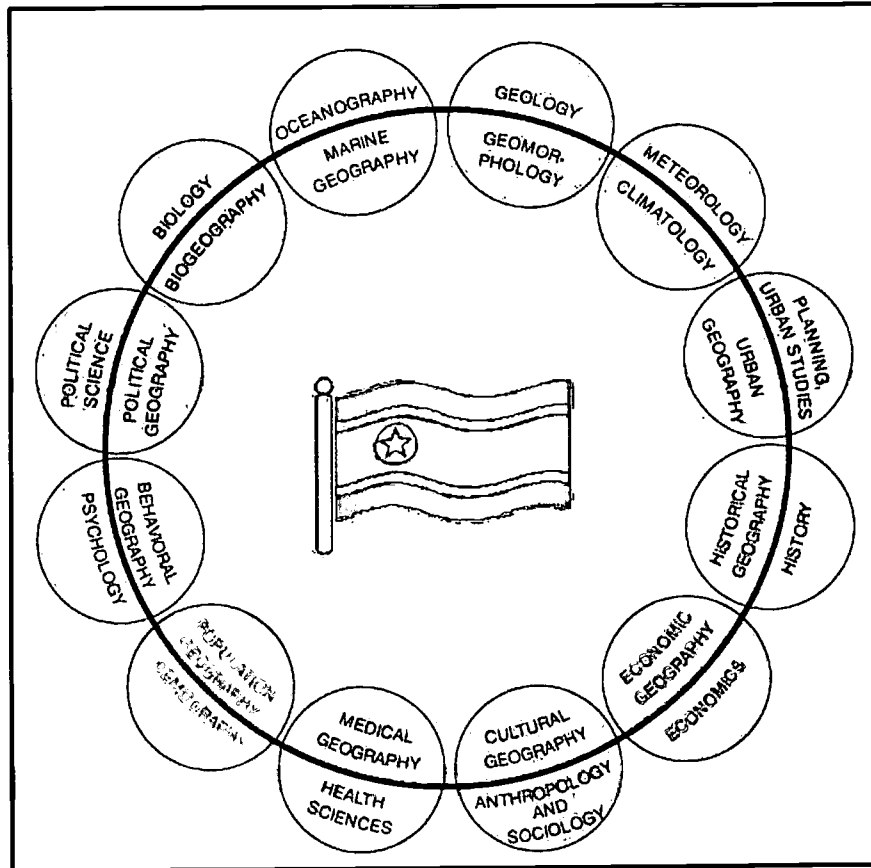 OCEANOGRAPHY
MARINE
GEOGRAPHY
GEOLOGY
GEOMOR-
PHOLOGY
METEOROLOGY
CLIMATOLOGY
PLANNING,
URBAN STUDIES
URBAN
GEOGRAPHY
HISTORICAL
GEOGRAPHY
HISTORY
ECONOMIC
GEOGRAPHY
ECONOMICS
CULTURAL
GEOGRAPHY
ANTHROPOLOGY
AND
SOCIOLOGY
MEDICAL
GEOGRAPHY
HEALTH
SCIENCES
POPULATION
GEOGRAPHY
DEMOGRAPHY
BEHAVIORAL
GEOGRAPHY
PSYCHOLOGY
POLITICAL
SCIENCE
POLITICAL
GEOGRAPHY
BIOLOGY
BIOGEOGRAPHY